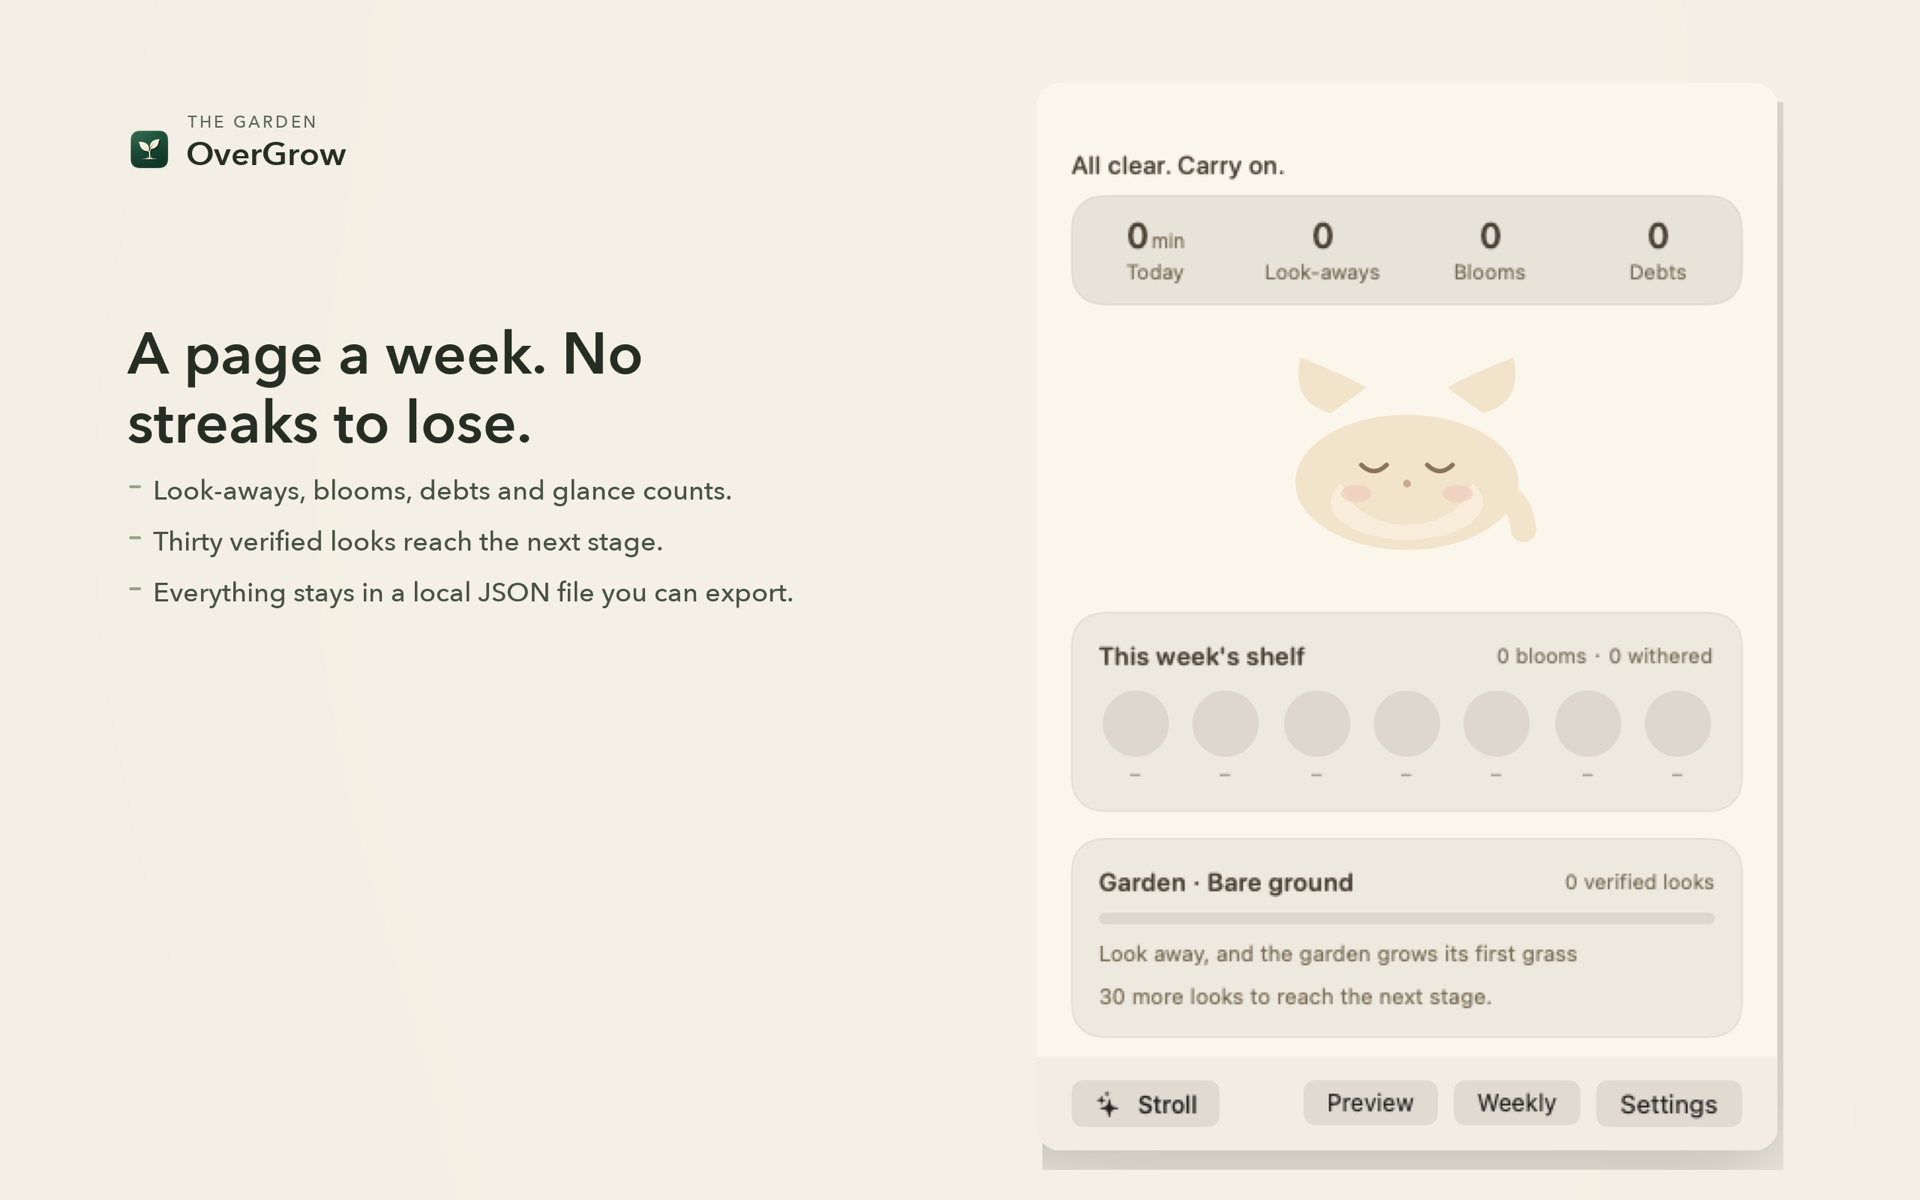 THE GARDEN
OverGrow
A page a week. No
streaks to lose.
– Look-aways, blooms, debts and glance counts.
– Thirty verified looks reach the next stage.
– Everything stays in a local JSON file you can export.
All clear. Carry on.
0 min 0 0 0
Today Look-aways Blooms Debts
This week's shelf 0 blooms · 0 withered
– – – – – – –
Garden · Bare ground 0 verified looks
Look away, and the garden grows its first grass
30 more looks to reach the next stage.
Stroll Preview Weekly Settings